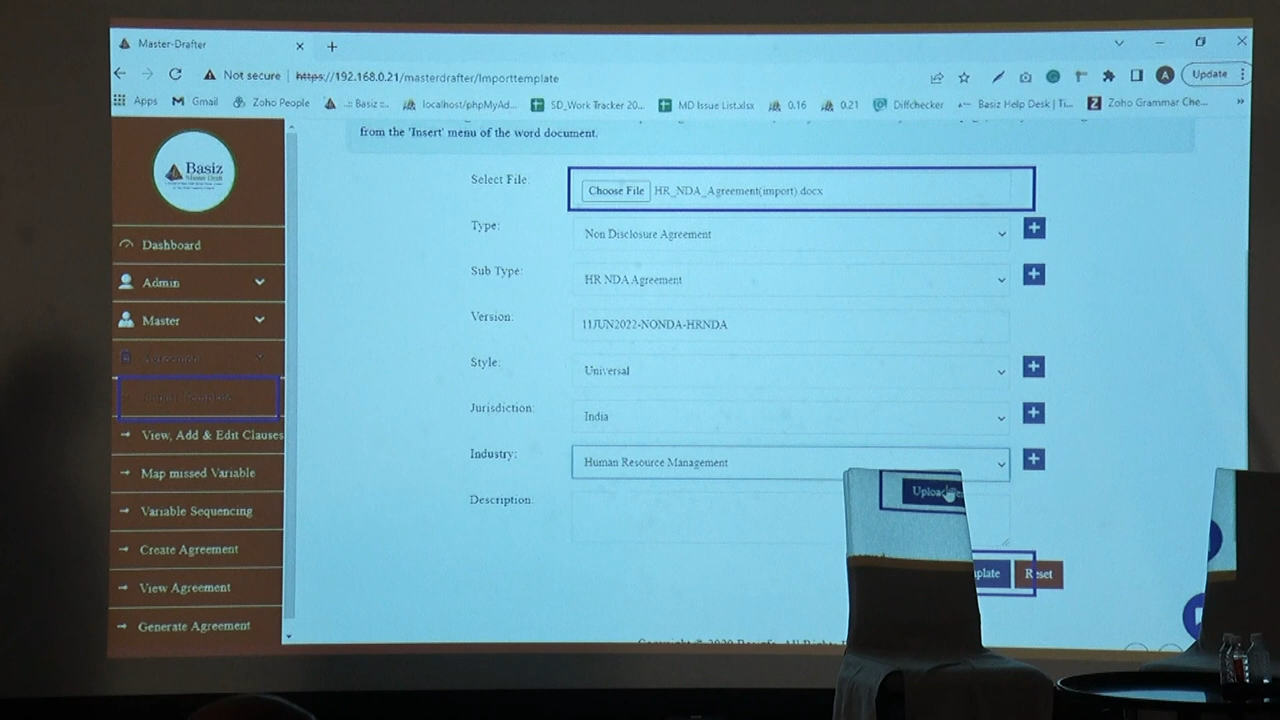 Master-Drafter
Not secure https://192.168.0.21/masterdrafter/Importtemplate
Update
Apps Gmail Zoho People .:: Basiz ::. localhost/phpMyAd... SD_Work Tracker 20... MD Issue List.xlsx 0.16 0.21 Diffchecker Basiz Help Desk | Ti... Zoho Grammar Che... »
from the 'Insert' menu of the word document.
Basiz
Select File: Choose File HR_NDA_Agreement(import).docx
Type: Non Disclosure Agreement
Sub Type: HR NDA Agreement
Version: 11JUN2022-NONDA-HRNDA
Style: Universal
Jurisdiction: India
Industry: Human Resource Management
Description:
Reset
Dashboard
Admin
Master
View, Add & Edit Clauses
Map missed Variable
Variable Sequencing
Create Agreement
View Agreement
Generate Agreement